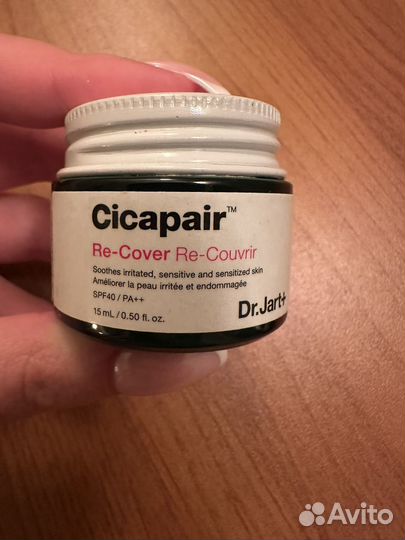 Cicapair™
Re-Cover Re-Couvrir
Soothes irritated, sensitive and sensitized skin
Améliorer la peau irritée et endommagée
SPF40 / PA++
15 mL / 0.50 fl. oz.
Dr.Jart+
Avito